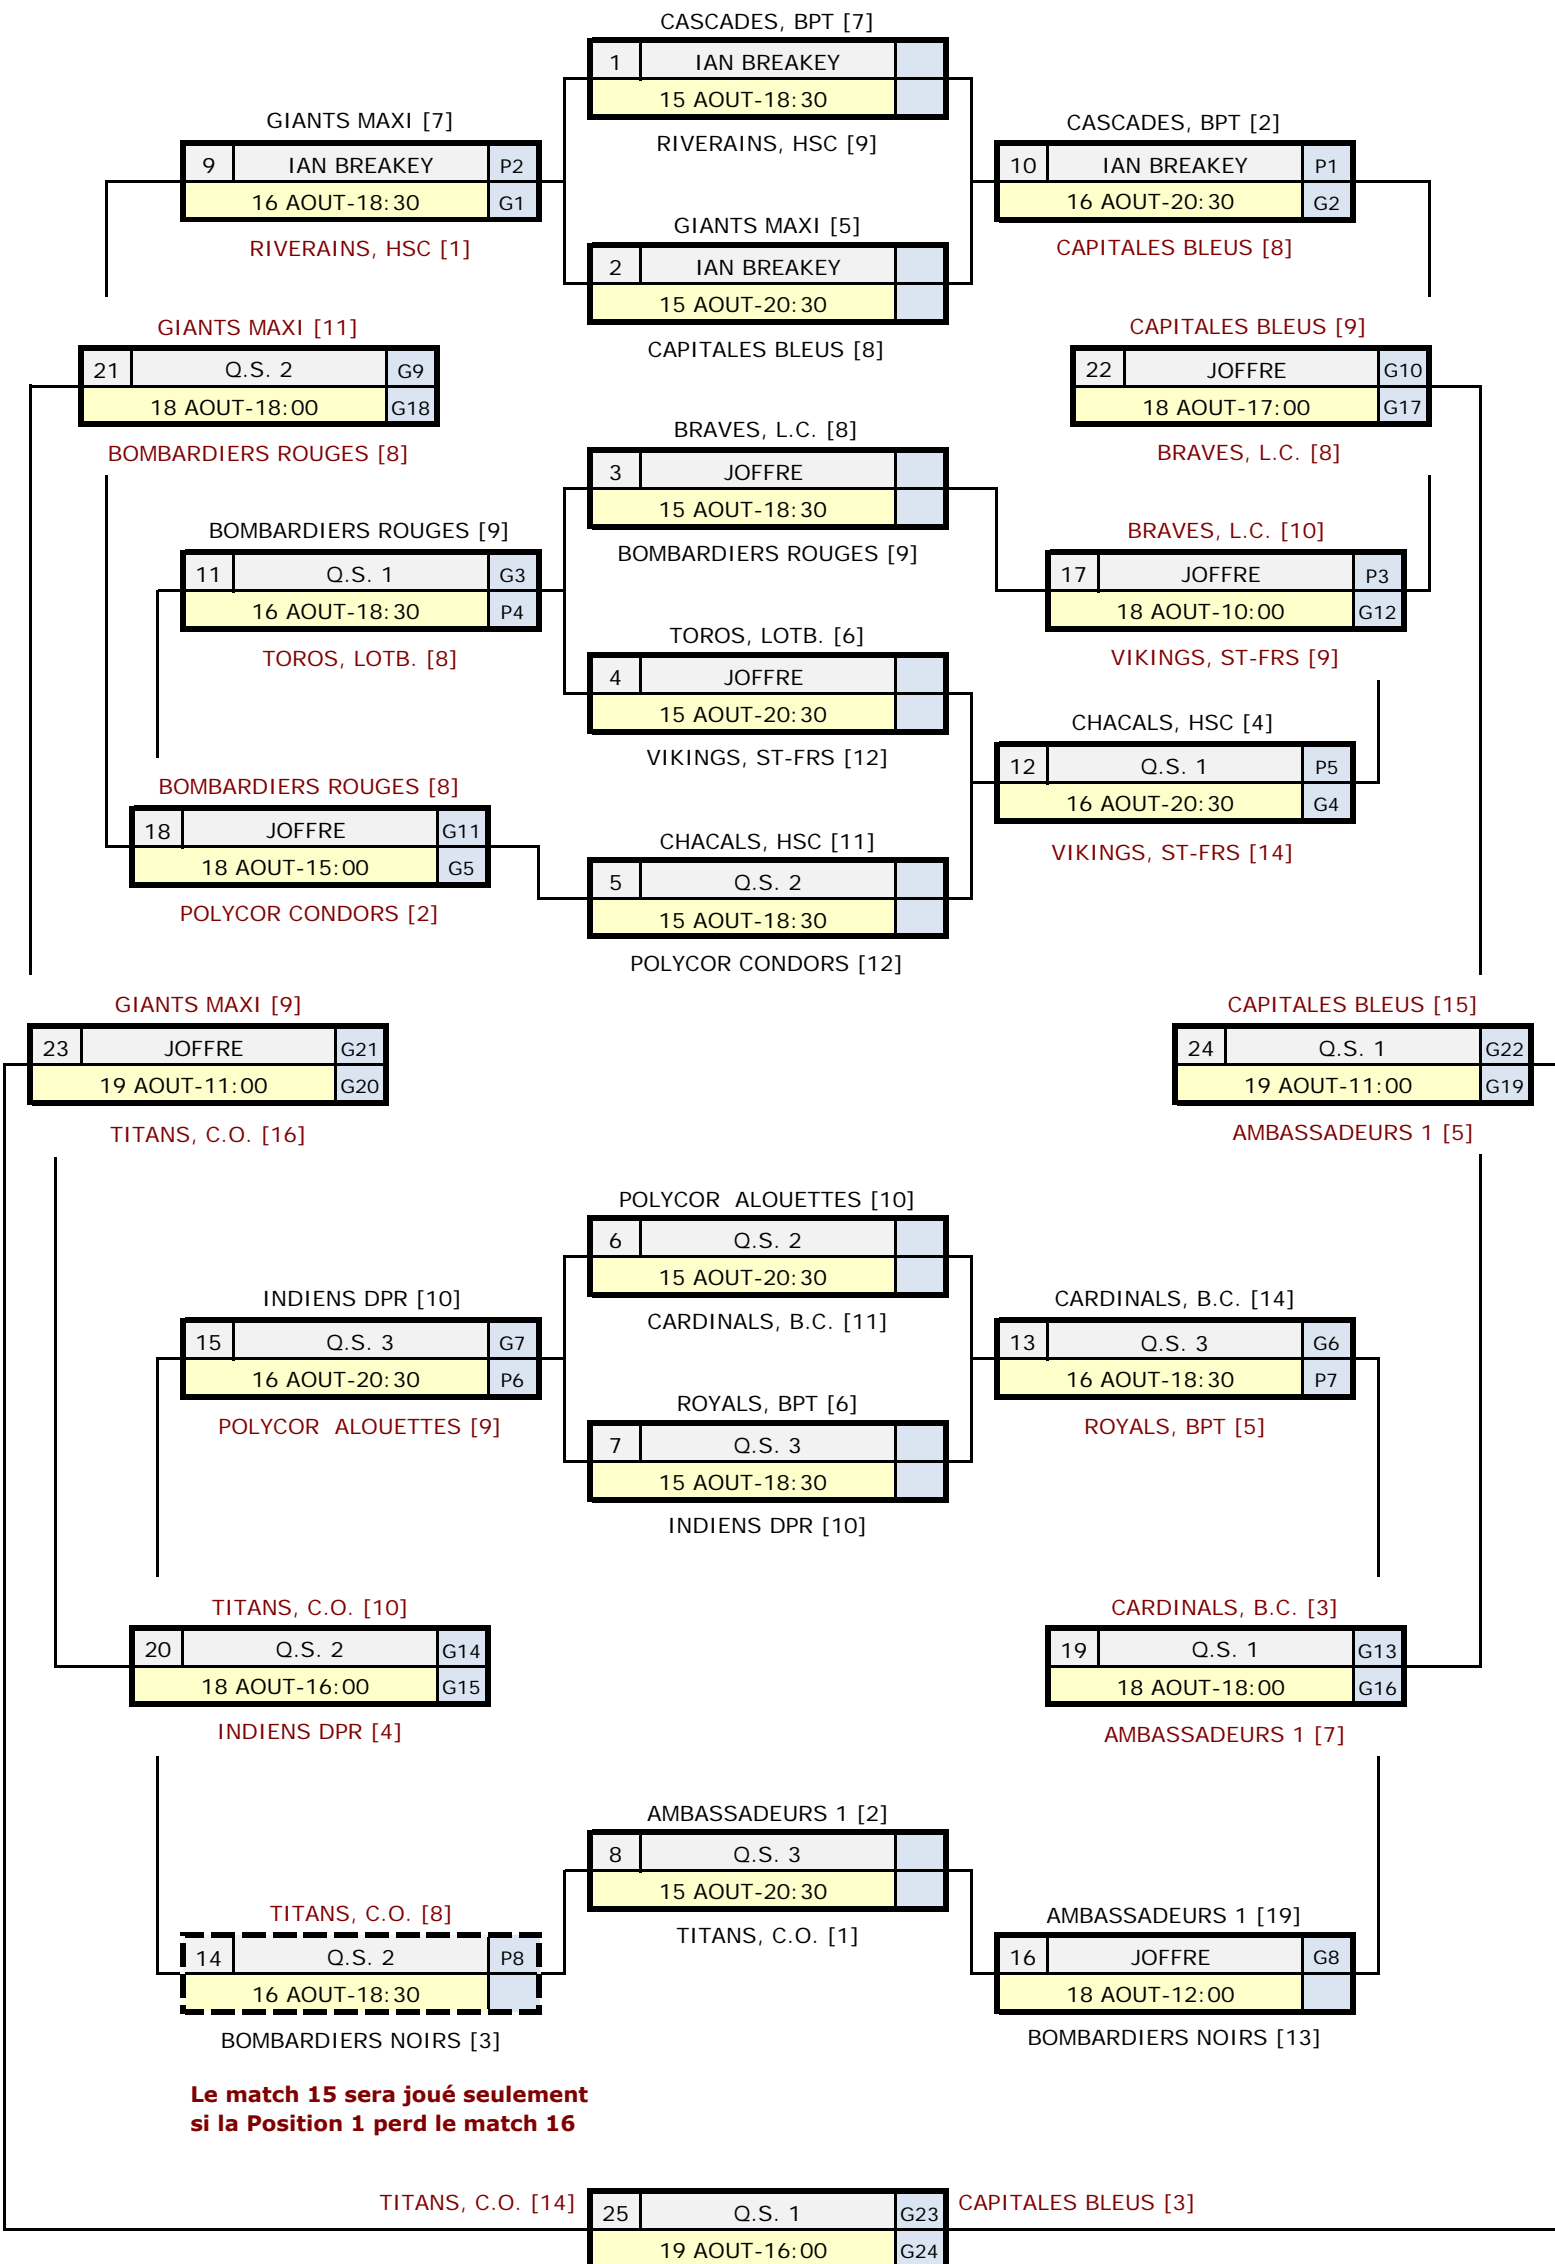 CASCADES, BPT [7]
1 IAN BREAKEY
15 AOUT-18:30
RIVERAINS, HSC [9]
GIANTS MAXI [7]
9 IAN BREAKEY P2
16 AOUT-18:30 G1
RIVERAINS, HSC [1]
CASCADES, BPT [2]
10 IAN BREAKEY P1
16 AOUT-20:30 G2
CAPITALES BLEUS [8]
GIANTS MAXI [5]
2 IAN BREAKEY
15 AOUT-20:30
CAPITALES BLEUS [8]
GIANTS MAXI [11]
21 Q.S. 2 G9
18 AOUT-18:00 G18
BOMBARDIERS ROUGES [8]
CAPITALES BLEUS [9]
22 JOFFRE G10
18 AOUT-17:00 G17
BRAVES, L.C. [8]
BRAVES, L.C. [8]
3 JOFFRE
15 AOUT-18:30
BOMBARDIERS ROUGES [9]
BOMBARDIERS ROUGES [9]
11 Q.S. 1 G3
16 AOUT-18:30 P4
TOROS, LOTB. [8]
BRAVES, L.C. [10]
17 JOFFRE P3
18 AOUT-10:00 G12
VIKINGS, ST-FRS [9]
TOROS, LOTB. [6]
4 JOFFRE
15 AOUT-20:30
VIKINGS, ST-FRS [12]
CHACALS, HSC [4]
12 Q.S. 1 P5
16 AOUT-20:30 G4
VIKINGS, ST-FRS [14]
BOMBARDIERS ROUGES [8]
18 JOFFRE G11
18 AOUT-15:00 G5
POLYCOR CONDORS [2]
CHACALS, HSC [11]
5 Q.S. 2
15 AOUT-18:30
POLYCOR CONDORS [12]
GIANTS MAXI [9]
23 JOFFRE G21
19 AOUT-11:00 G20
TITANS, C.O. [16]
CAPITALES BLEUS [15]
24 Q.S. 1 G22
19 AOUT-11:00 G19
AMBASSADEURS 1 [5]
POLYCOR  ALOUETTES [10]
6 Q.S. 2
15 AOUT-20:30
CARDINALS, B.C. [11]
INDIENS DPR [10]
15 Q.S. 3 G7
16 AOUT-20:30 P6
POLYCOR  ALOUETTES [9]
CARDINALS, B.C. [14]
13 Q.S. 3 G6
16 AOUT-18:30 P7
ROYALS, BPT [5]
ROYALS, BPT [6]
7 Q.S. 3
15 AOUT-18:30
INDIENS DPR [10]
TITANS, C.O. [10]
20 Q.S. 2 G14
18 AOUT-16:00 G15
INDIENS DPR [4]
CARDINALS, B.C. [3]
19 Q.S. 1 G13
18 AOUT-18:00 G16
AMBASSADEURS 1 [7]
AMBASSADEURS 1 [2]
8 Q.S. 3
15 AOUT-20:30
TITANS, C.O. [1]
TITANS, C.O. [8]
14 Q.S. 2 P8
16 AOUT-18:30
BOMBARDIERS NOIRS [3]
AMBASSADEURS 1 [19]
16 JOFFRE G8
18 AOUT-12:00
BOMBARDIERS NOIRS [13]
Le match 15 sera joué seulement
si la Position 1 perd le match 16
TITANS, C.O. [14] 25 Q.S. 1 G23 CAPITALES BLEUS [3]
19 AOUT-16:00 G24